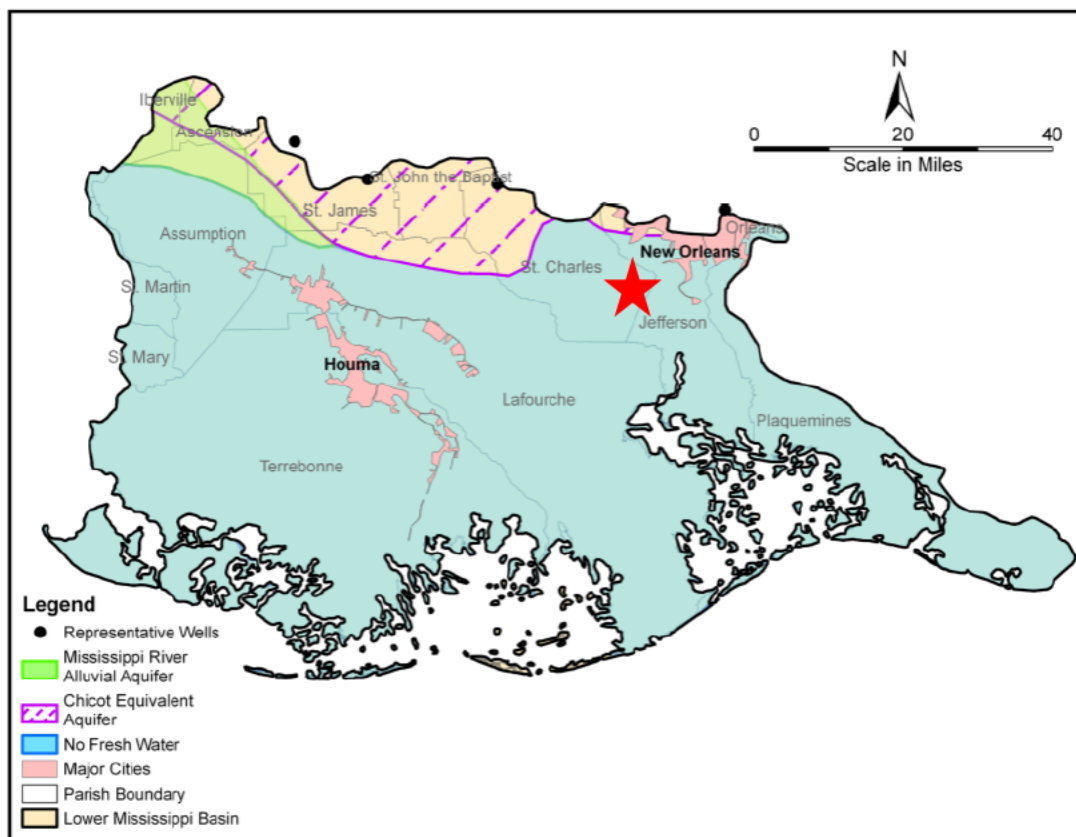 N
0 20 40
Scale in Miles
Iberville
Ascension
St. John the Baptist
St. James
Orleans
Assumption
New Orleans
St. Charles
St. Martin
Jefferson
St. Mary
Houma
Lafourche
Plaquemines
Terrebonne
Legend
Representative Wells
Mississippi River
Alluvial Aquifer
Chicot Equivalent
Aquifer
No Fresh Water
Major Cities
Parish Boundary
Lower Mississippi Basin